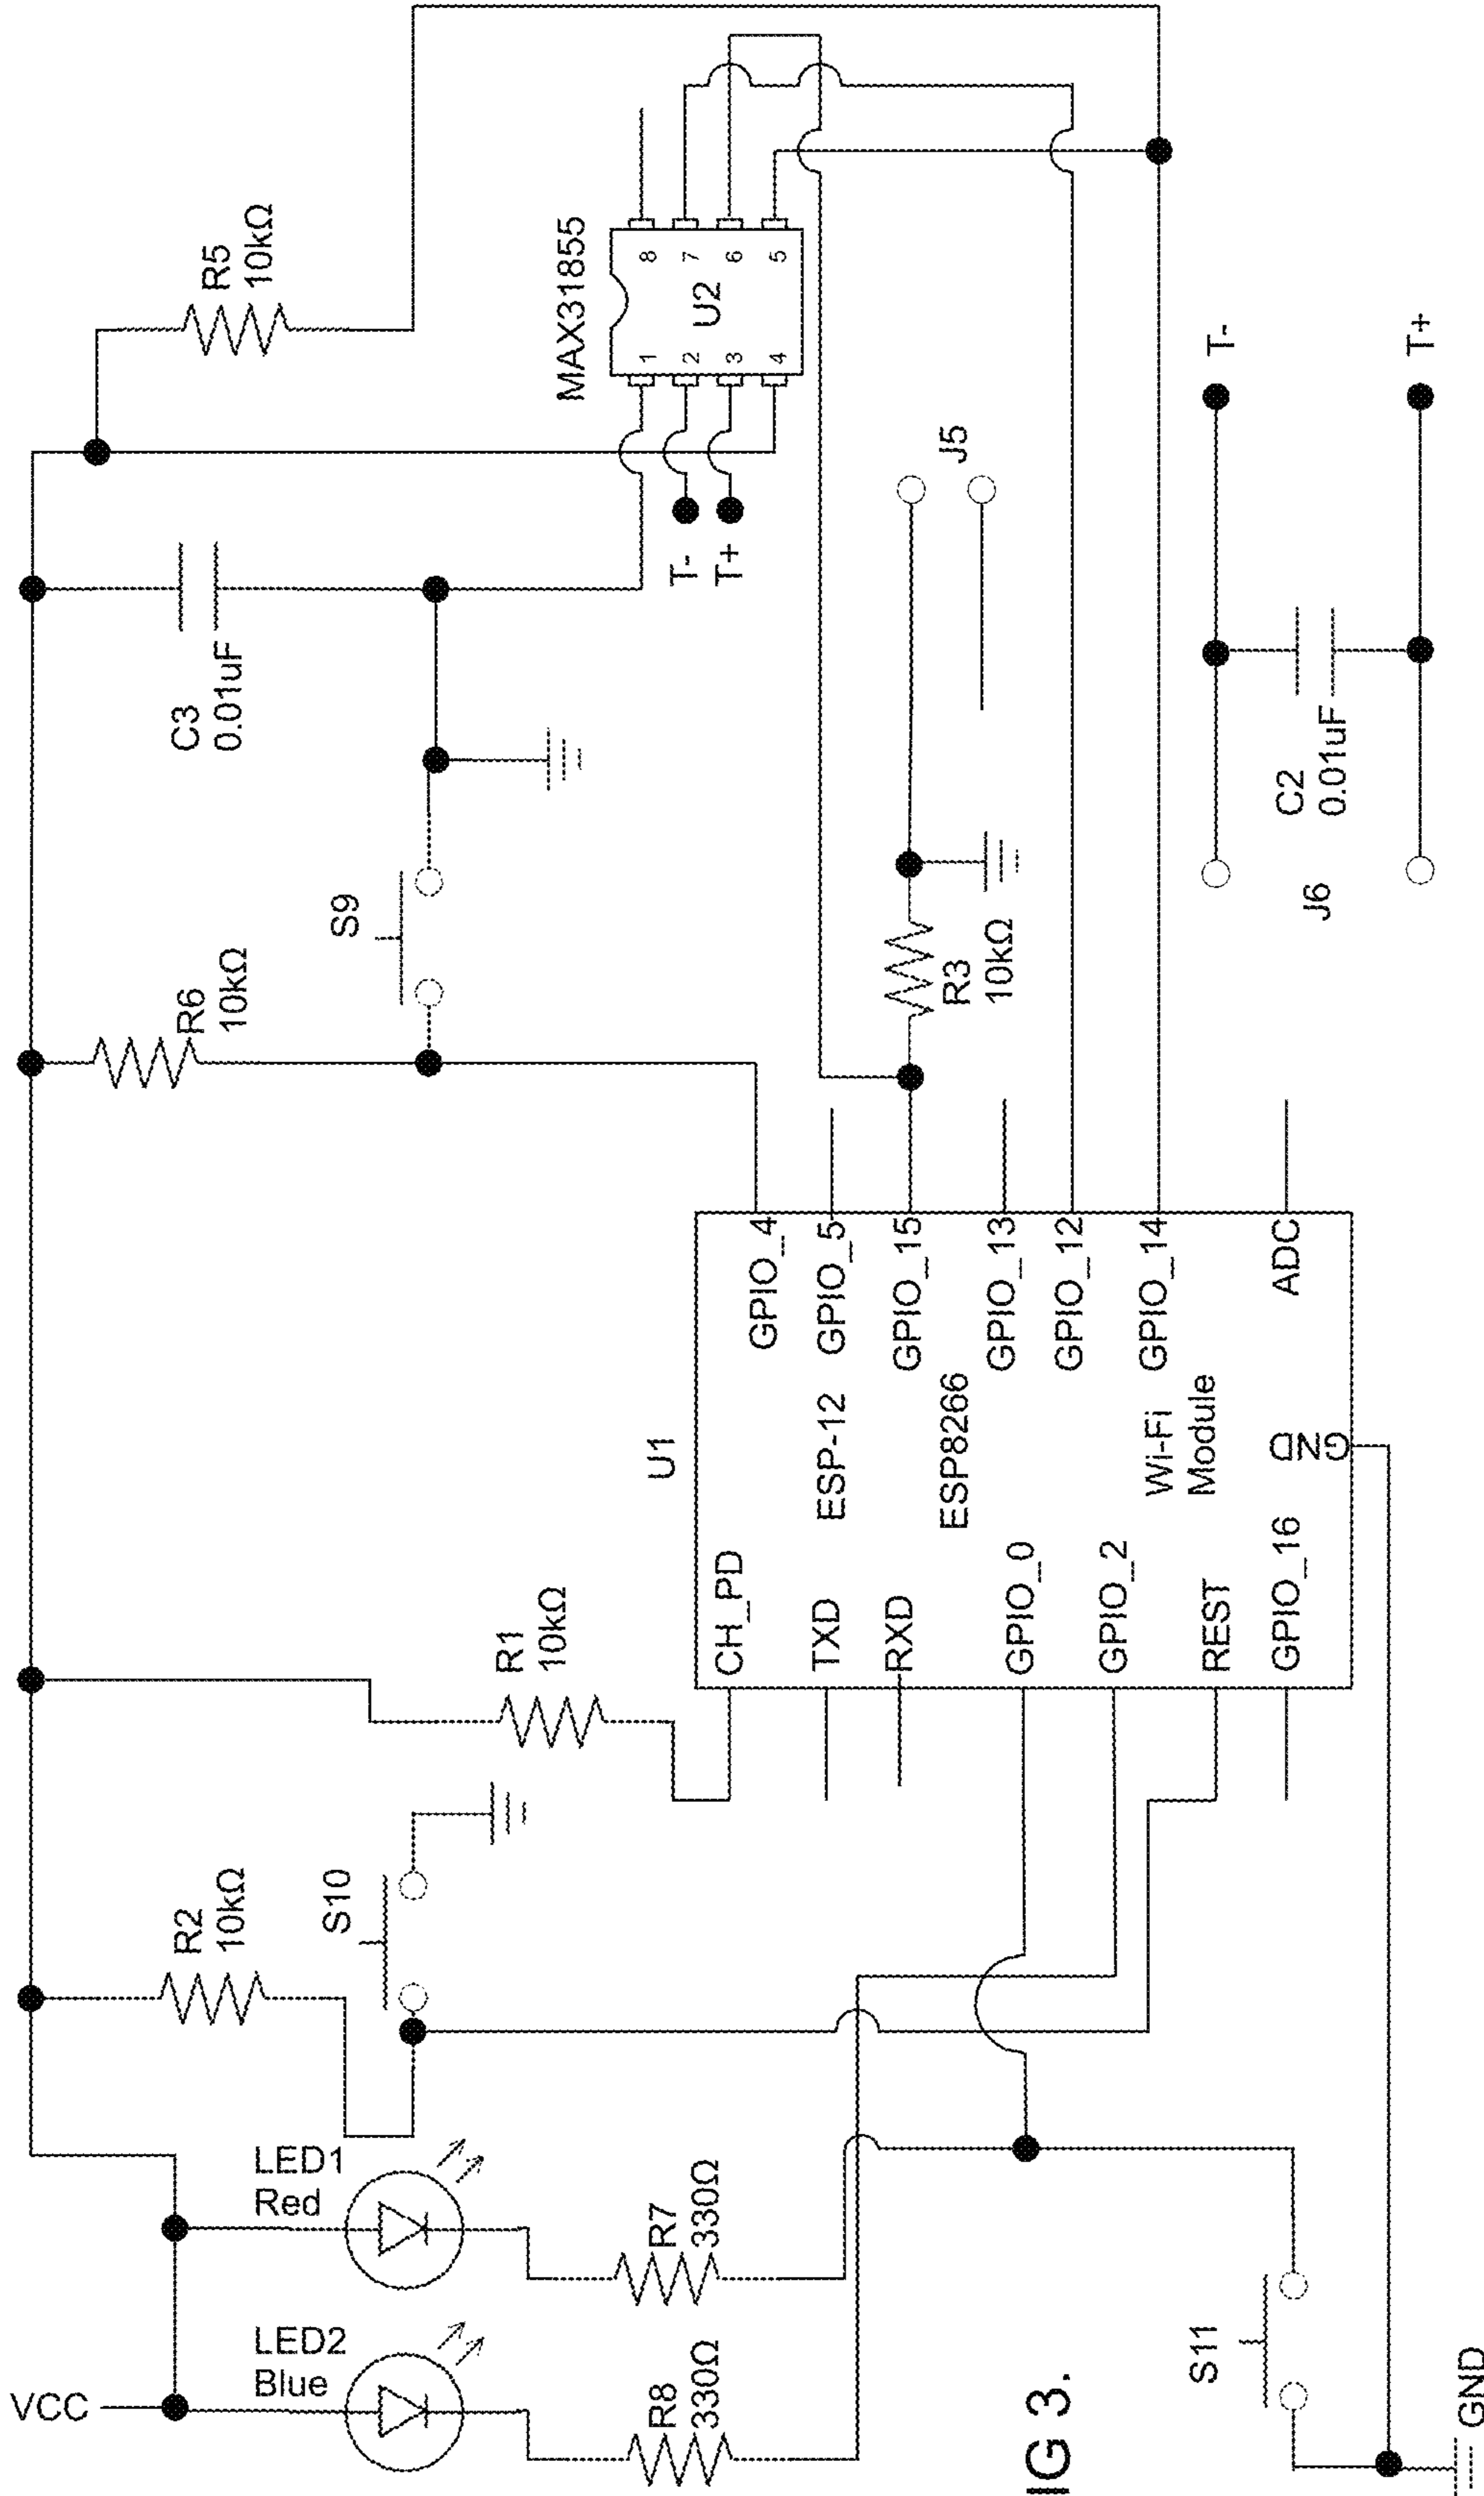 VCC
LED2
Blue
LED1
Red
R8
330Ω
R7
330Ω
R2
10kΩ
S10
R1
10kΩ
R6
10kΩ
S9
C3
0.01uF
R5
10kΩ
MAX31855
U2
1
2
3
4
8
7
6
5
T-
T+
J5
R3
10kΩ
U1
ESP-12
ESP8266
Wi-Fi
Module
CH_PD
TXD
RXD
GPIO_0
GPIO_2
REST
GPIO_16
GPIO_4
GPIO_5
GPIO_15
GPIO_13
GPIO_12
GPIO_14
ADC
GND
C2
0.01uF
J6
T-
T+
S11
GND
IG 3.